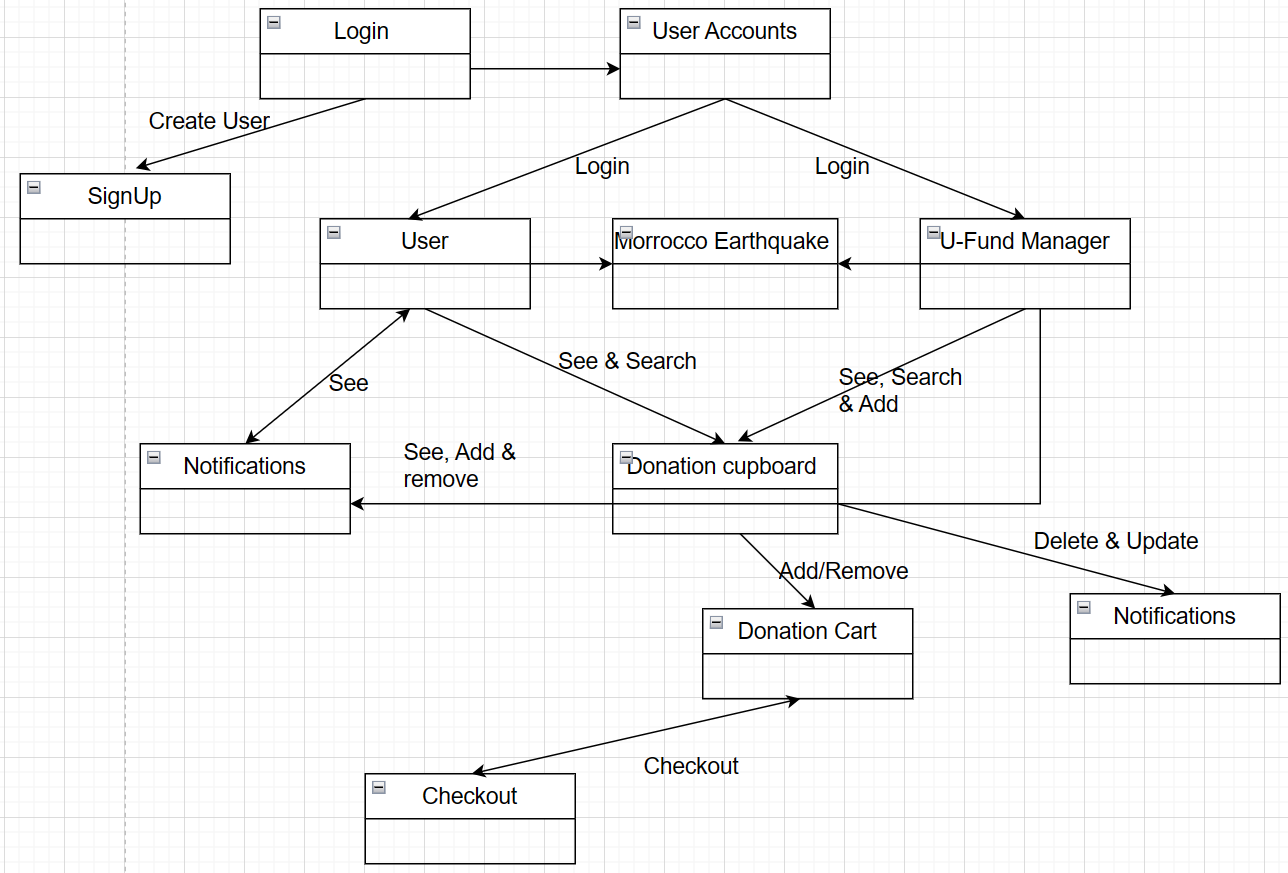 Login
User Accounts
Create User
Login
Login
SignUp
User
Morrocco Earthquake
U-Fund Manager
See & Search
See
See, Search
& Add
See, Add &
remove
Notifications
Donation cupboard
Delete & Update
Add/Remove
Notifications
Donation Cart
Checkout
Checkout